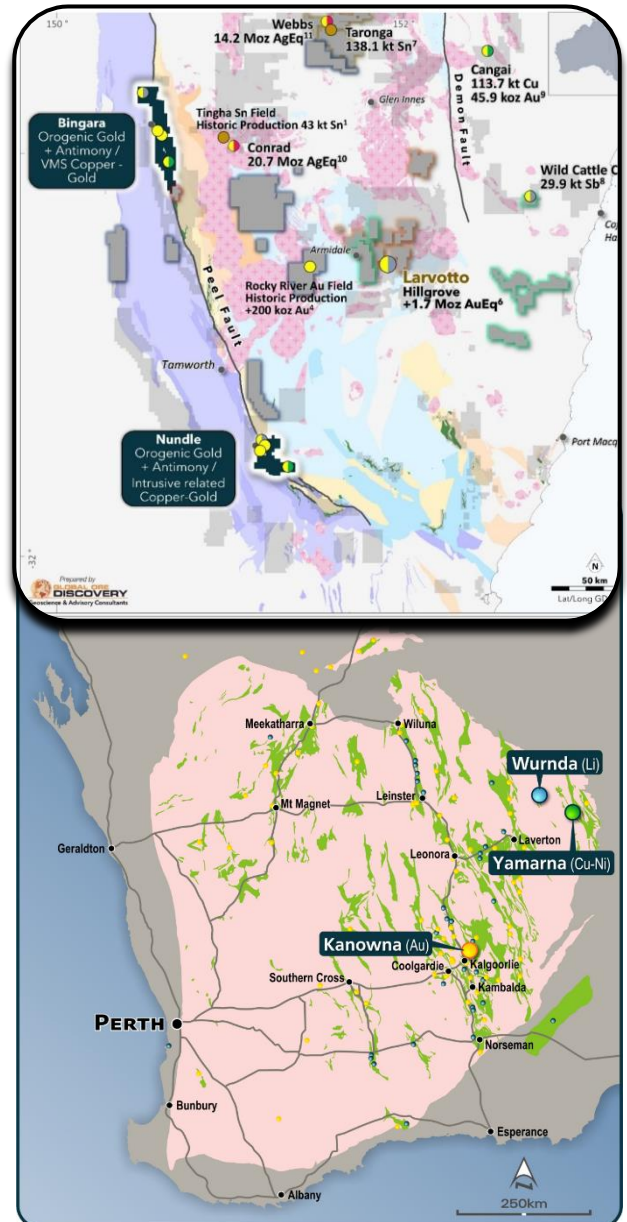 150°
152°
Webbs
14.2 Moz AgEq11
Taronga
138.1 kt Sn7
Cangai
113.7 kt Cu
45.9 koz Au9
Glen Innes
Demon Fault
Bingara
Orogenic Gold
+ Antimony /
VMS Copper -
Gold
Tingha Sn Field
Historic Production 43 kt Sn1
Conrad
20.7 Moz AgEq10
Wild Cattle C
29.9 kt Sb8
Armidale
Larvotto
Hillgrove
+1.7 Moz AuEq6
Rocky River Au Field
Historic Production
+200 koz Au4
Peel Fault
Tamworth
Nundle
Orogenic Gold
+ Antimony /
Intrusive related
Copper-Gold
Port Macq
-32°
Prepared by
GLOBAL ORE
DISCOVERY
Geoscience & Advisory Consultants
N
50 km
Lat/Long GD
Meekatharra
Wiluna
Wurnda (Li)
Mt Magnet
Leinster
Laverton
Geraldton
Leonora
Yamarna (Cu-Ni)
Kanowna (Au)
Coolgardie
Kalgoorlie
Southern Cross
Kambalda
PERTH
Norseman
Bunbury
Esperance
Albany
N
250km